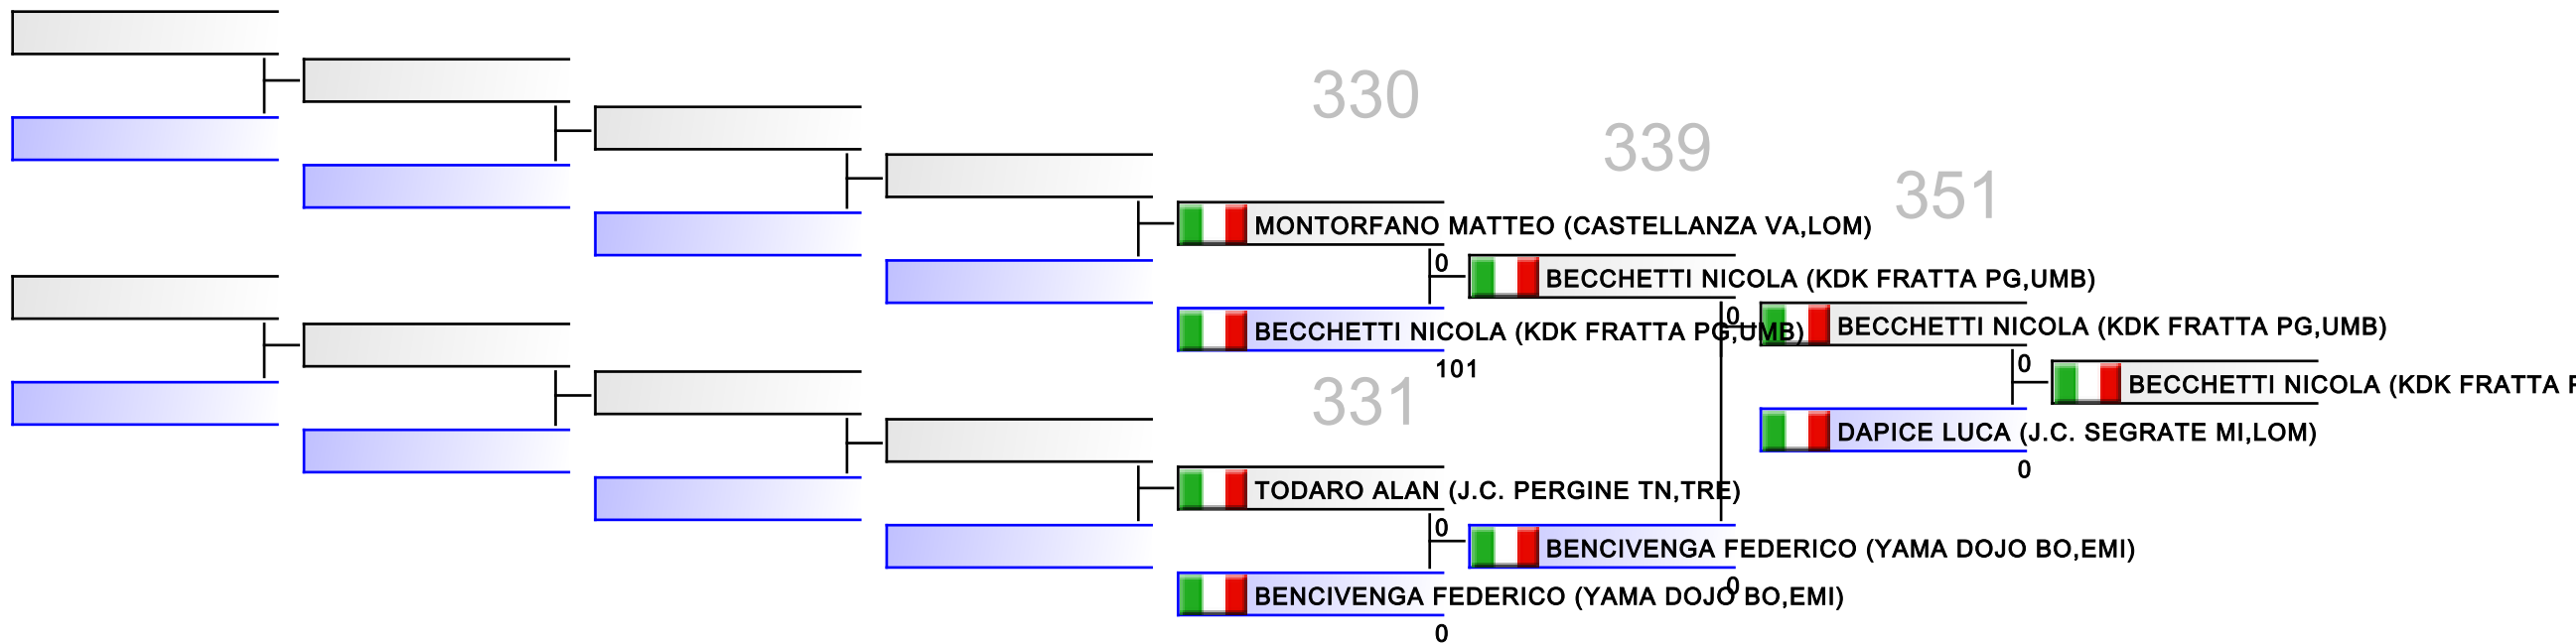 330
339
351
MONTORFANO MATTEO (CASTELLANZA VA,LOM)
0
BECCHETTI NICOLA (KDK FRATTA PG,UMB)
0
BECCHETTI NICOLA (KDK FRATTA PG,UMB)
BECCHETTI NICOLA (KDK FRATTA PG,UMB)
101
0
BECCHETTI NICOLA (KDK FRATTA
331
DAPICE LUCA (J.C. SEGRATE MI,LOM)
0
TODARO ALAN (J.C. PERGINE TN,TRE)
0
BENCIVENGA FEDERICO (YAMA DOJO BO,EMI)
0
BENCIVENGA FEDERICO (YAMA DOJO BO,EMI)
0